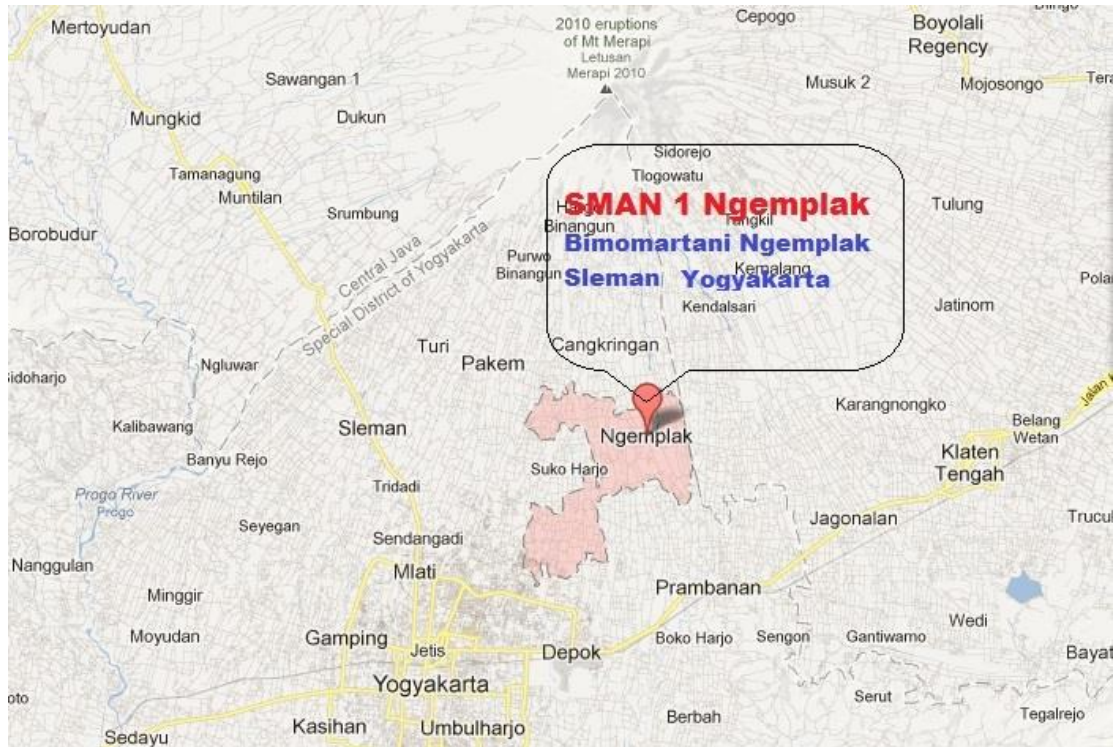 Mertoyudan
2010 eruptions
of Mt Merapi
Letusan
Merapi 2010
Cepogo
Boyolali
Regency
Sawangan 1
Musuk 2
Mojosongo
Mungkid
Dukun
Sidorejo
Tlogowatu
Tamanagung
Muntilan
Srumbung
SMAN 1 Ngemplak
Binangun
Tangkil
Tulung
Borobudur
Central Java
Special District of Yogyakarta
Bimomartani Ngemplak
Purwo
Binangun
Sleman Yogyakarta
Kemalang
Kendalsari
Jatinom
Turi
Pakem
Cangkringan
Ngluwar
Kalibawang
Sleman
Karangnongko
Belang
Wetan
Ngemplak
Banyu Rejo
Suko Harjo
Klaten
Tengah
Tridadi
Progo River
Progo
Seyegan
Jagonalan
Sendangadi
Nanggulan
Mlati
Minggir
Prambanan
Moyudan
Gamping
Jetis
Depok
Boko Harjo
Sengon
Gantiwarno
Wedi
Bayat
Yogyakarta
Serut
Kasihan
Umbulharjo
Berbah
Tegalrejo
Sedayu